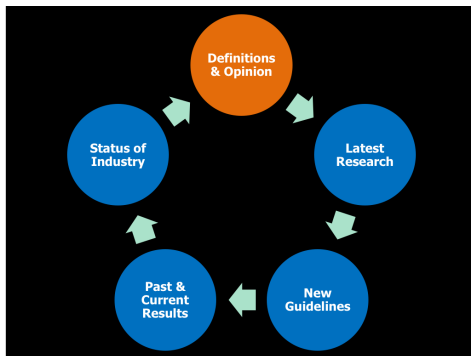 Definitions
& Opinion
Latest
Research
New
Guidelines
Past &
Current
Results
Status of
Industry